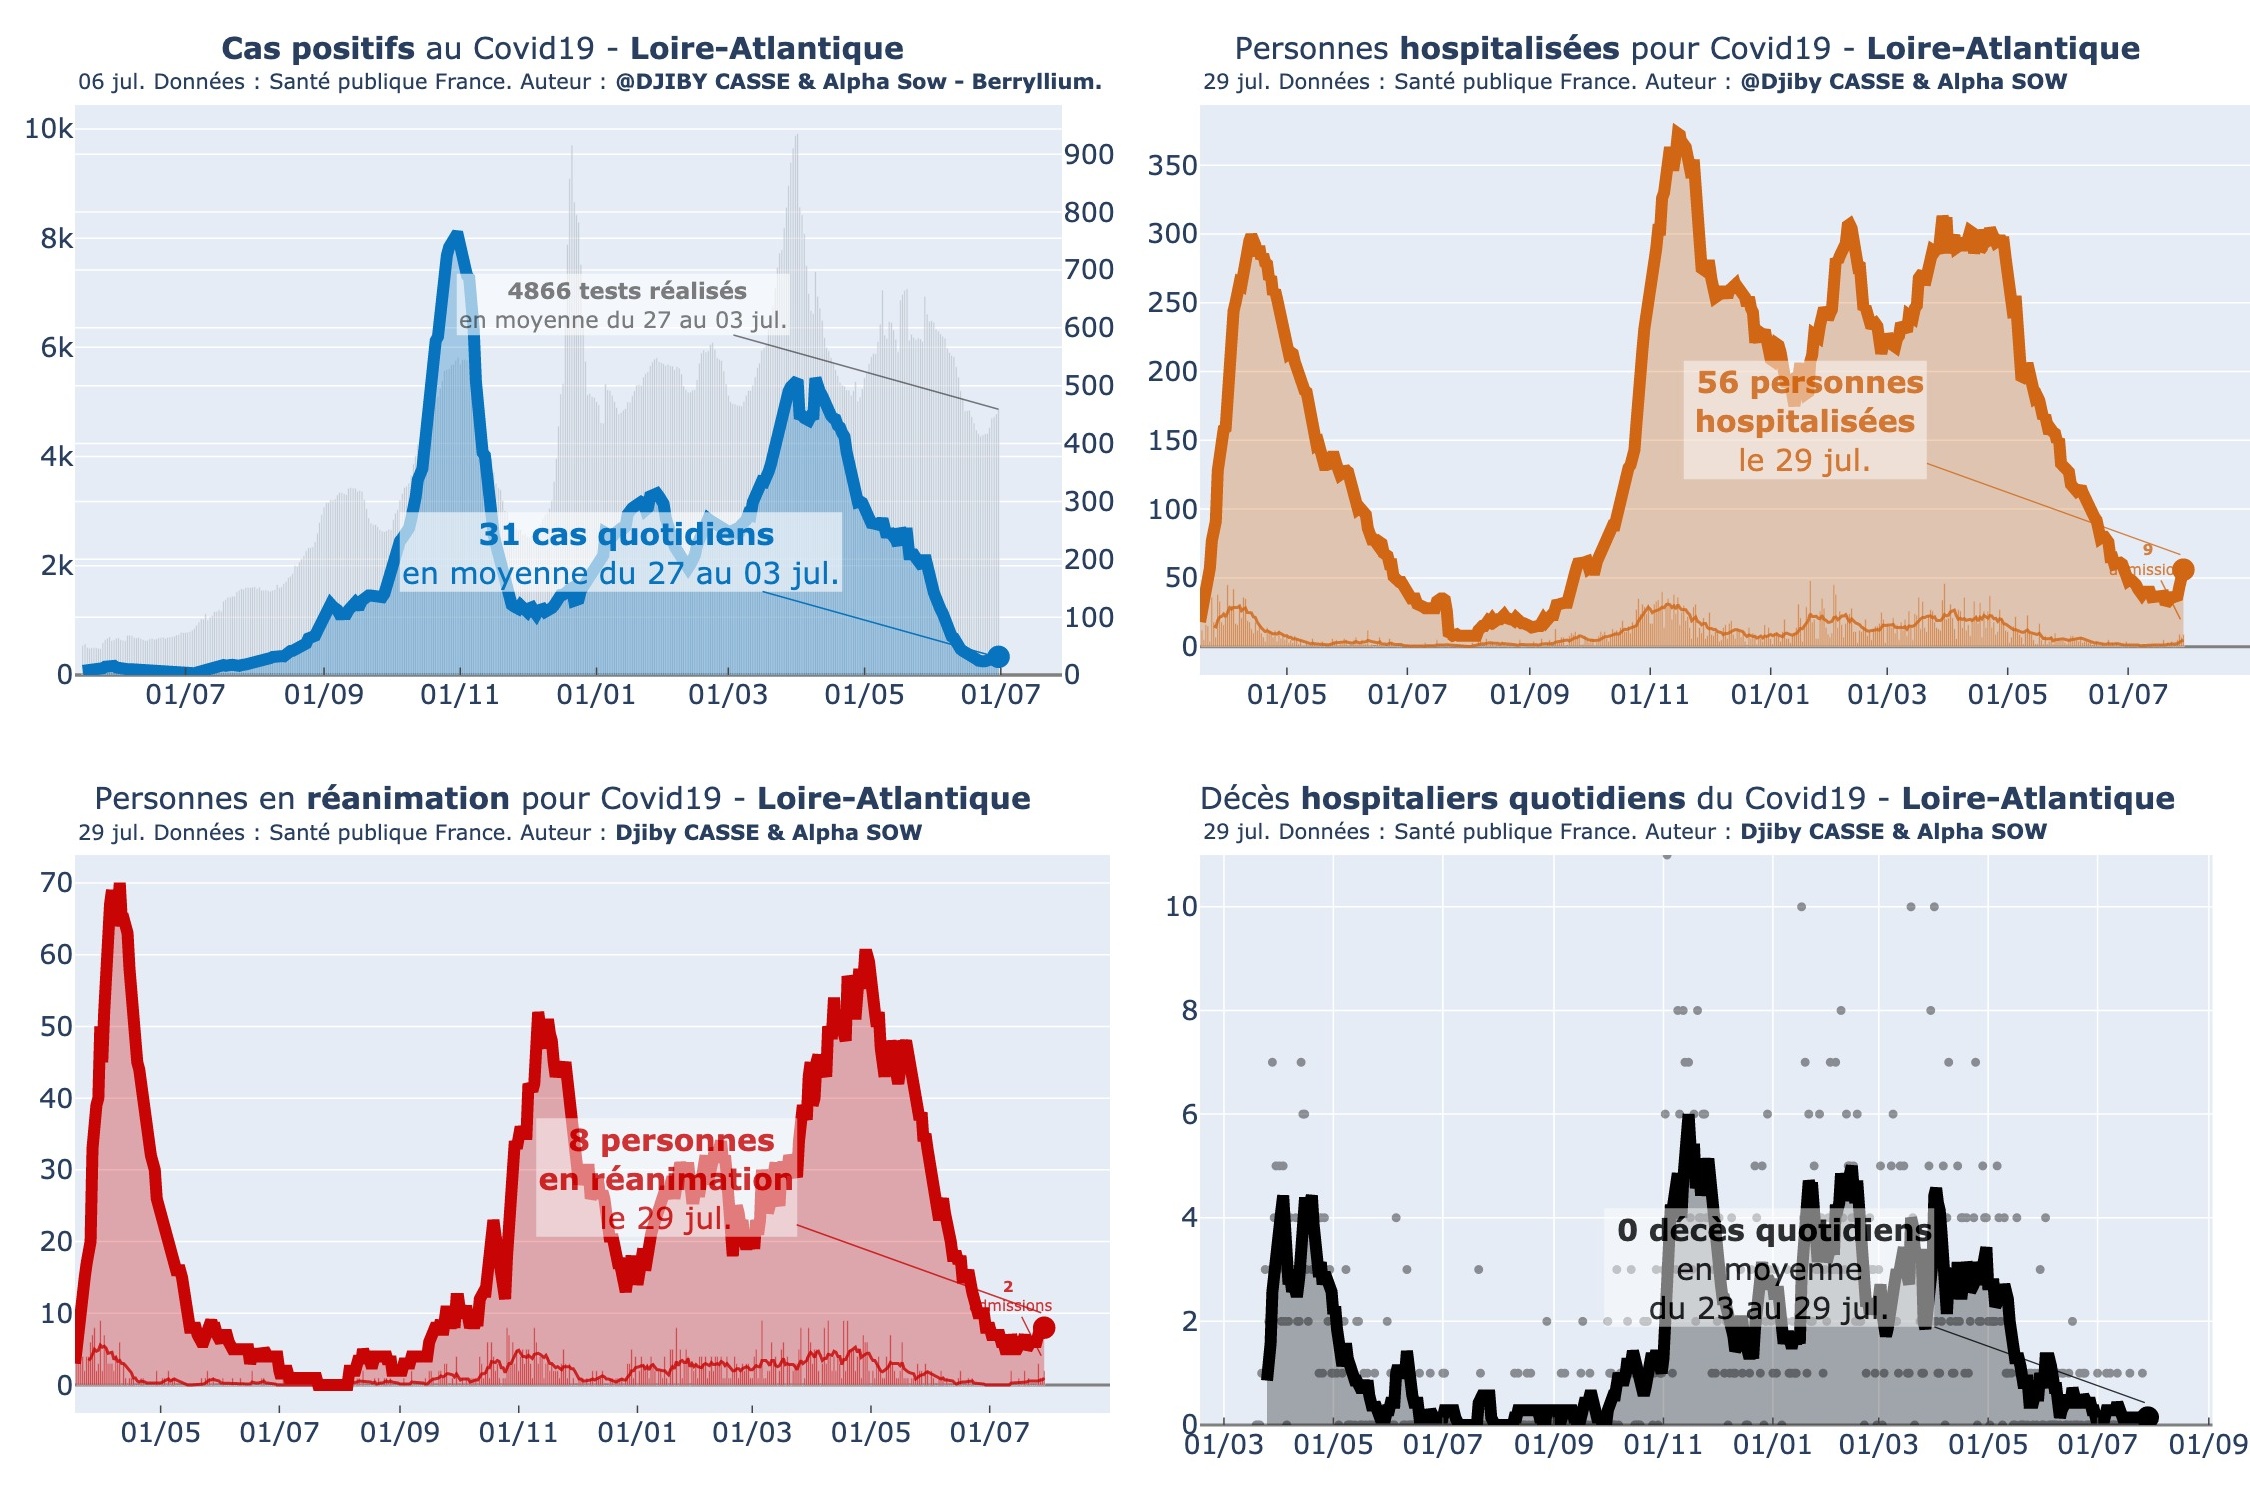 Cas positifs au Covid19 - Loire-Atlantique
06 jul. Données : Santé publique France. Auteur : @DJIBY CASSE & Alpha Sow - Berryllium.
10k
8k
6k
4k
2k
0
900
800
700
600
500
400
300
200
100
0
4866 tests réalisés
en moyenne du 27 au 03 jul.
31 cas quotidiens
en moyenne du 27 au 03 jul.
01/07
01/09
01/11
01/01
01/03
01/05
01/07
Personnes hospitalisées pour Covid19 - Loire-Atlantique
29 jul. Données : Santé publique France. Auteur : @Djiby CASSE & Alpha SOW
350
300
250
200
150
100
50
0
56 personnes
hospitalisées
le 29 jul.
9
01/05
01/07
01/09
01/11
01/01
01/03
01/05
01/07
Personnes en réanimation pour Covid19 - Loire-Atlantique
29 jul. Données : Santé publique France. Auteur : Djiby CASSE & Alpha SOW
70
60
50
40
30
20
10
0
8 personnes
en réanimation
le 29 jul.
2
admissions
01/05
01/07
01/09
01/11
01/01
01/03
01/05
01/07
Décès hospitaliers quotidiens du Covid19 - Loire-Atlantique
29 jul. Données : Santé publique France. Auteur : Djiby CASSE & Alpha SOW
10
8
6
4
2
0
0 décès quotidiens
en moyenne
du 23 au 29 jul.
01/03
01/05
01/07
01/09
01/11
01/01
01/03
01/05
01/07
01/09